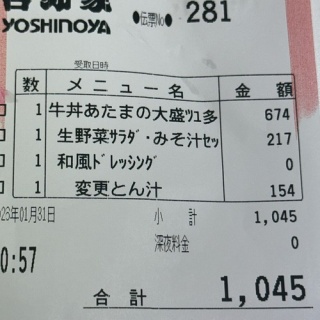 YOSHINOYA
●伝票No● 281
受取日時
数 メニュー名 金額
1 牛丼あたまの大盛ﾂﾕ多 674
1 生野菜ｻﾗﾀﾞ･みそ汁ｾｯ 217
1 和風ﾄﾞﾚｯｼﾝｸﾞ 0
1 変更とん汁 154
23年01月31日
小計 1,045
深夜料金 0
0:57
合計 1,045